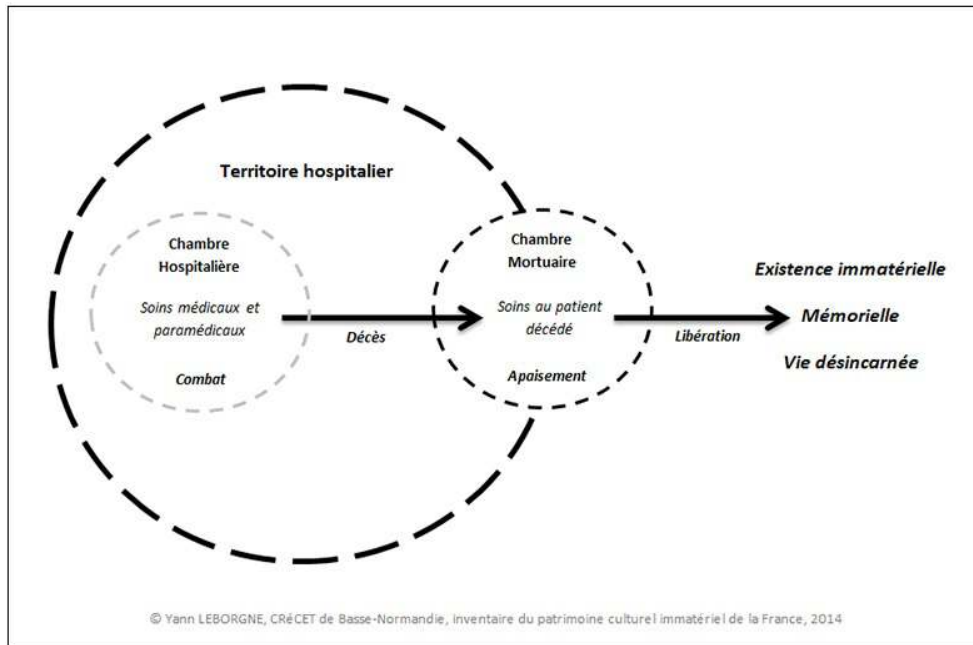 Territoire hospitalier
Chambre
Hospitalière
Soins médicaux et
paramédicaux
Combat
Décès
Chambre
Mortuaire
Soins au patient
décédé
Apaisement
Libération
Existence immatérielle
Mémorielle
Vie désincarnée
© Yann LEBORGNE, CRéCET de Basse-Normandie, Inventaire du patrimoine culturel immatériel de la France, 2014